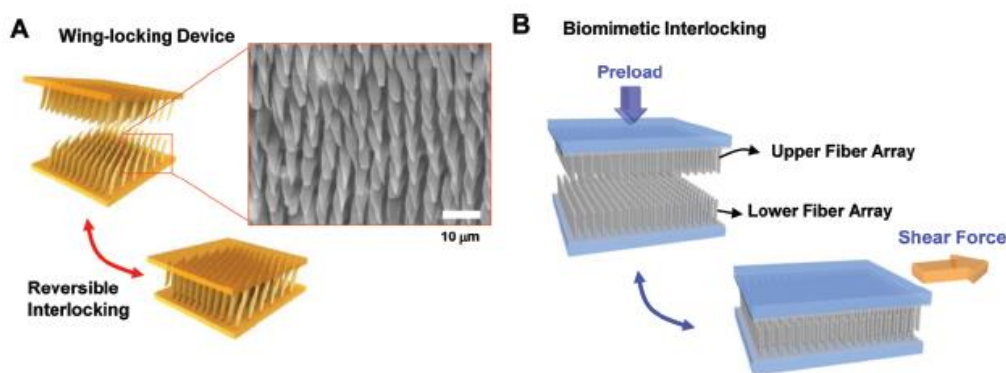 A
Wing-locking Device
10 μm
Reversible
Interlocking
B
Biomimetic Interlocking
Preload
Upper Fiber Array
Lower Fiber Array
Shear Force